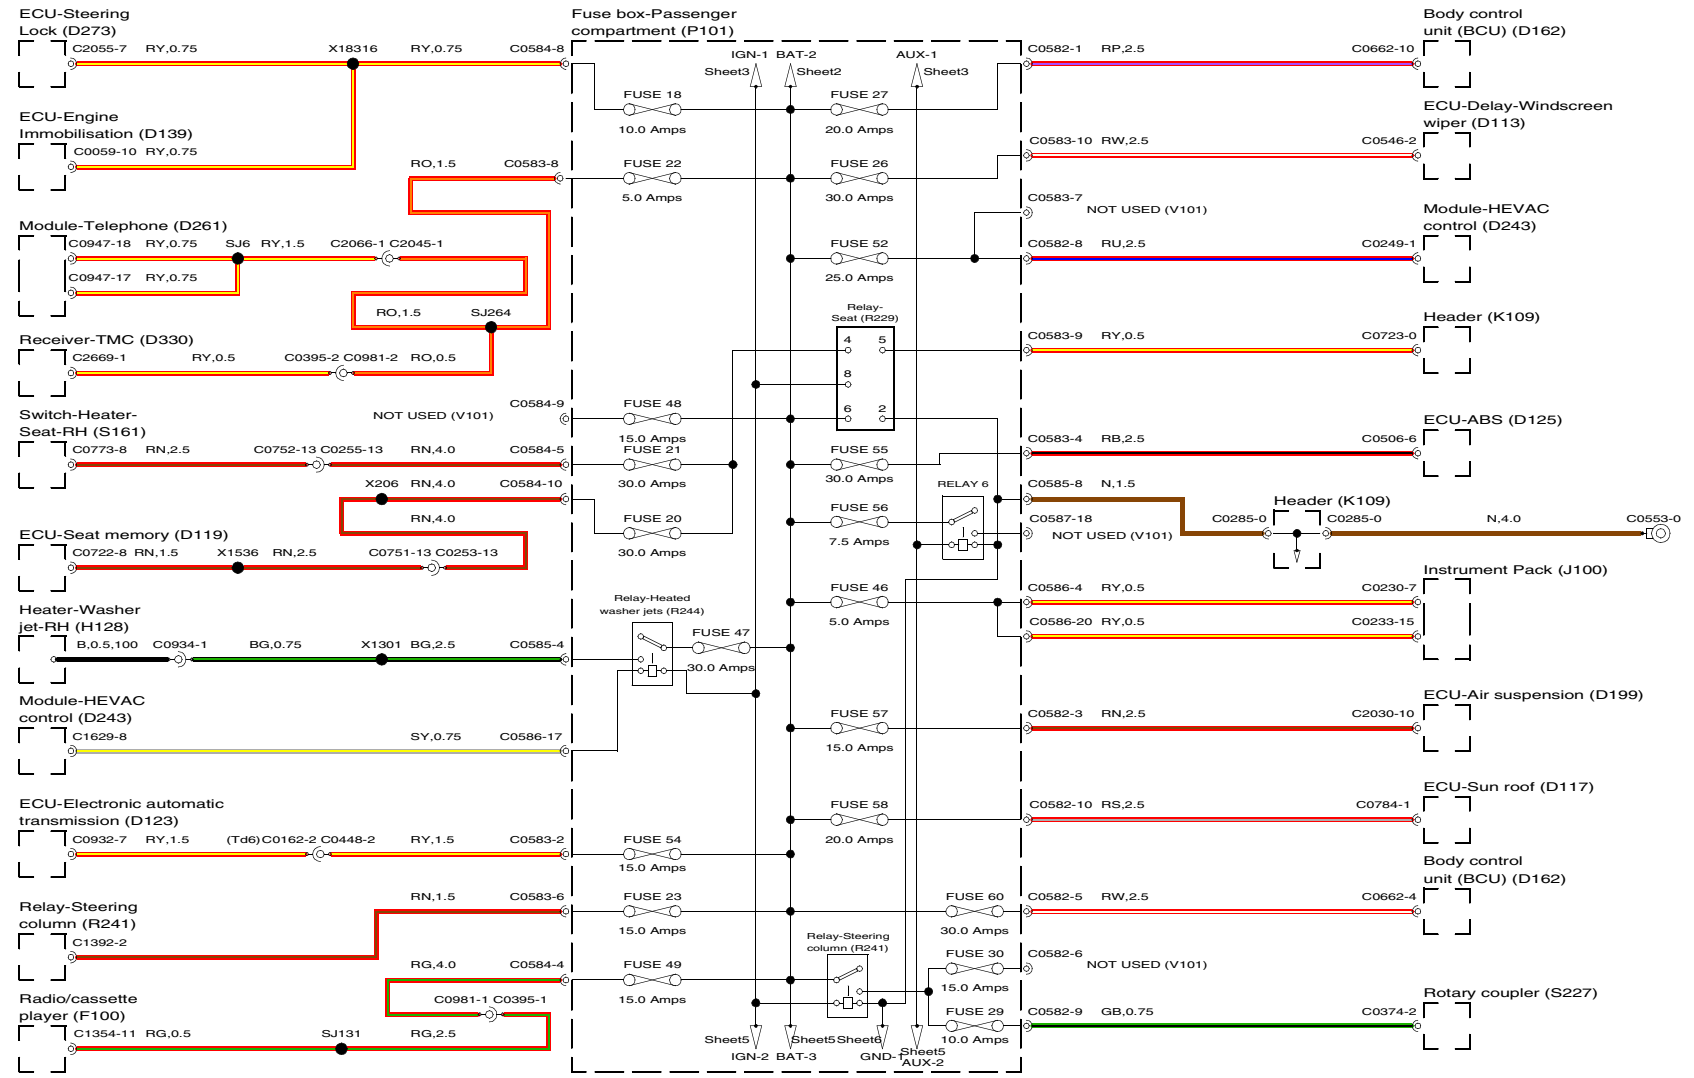 ECU-Steering
Lock (D273)
C2055-7 RY,0.75 X18316 RY,0.75 C0584-8
ECU-Engine
Immobilisation (D139)
C0059-10 RY,0.75
RO,1.5 C0583-8
Module-Telephone (D261)
C0947-18 RY,0.75 SJ6 RY,1.5 C2066-1 C2045-1
C0947-17 RY,0.75
RO,1.5 SJ264
Receiver-TMC (D330)
C2669-1 RY,0.5 C0395-2 C0981-2 RO,0.5
C0584-9
NOT USED (V101)
Switch-Heater-
Seat-RH (S161)
C0773-8 RN,2.5 C0752-13 C0255-13 RN,4.0 C0584-5
X206 RN,4.0 C0584-10
RN,4.0
ECU-Seat memory (D119)
C0722-8 RN,1.5 X1536 RN,2.5 C0751-13 C0253-13
Heater-Washer
jet-RH (H128)
B,0.5,100 C0934-1 BG,0.75 X1301 BG,2.5 C0585-4
Module-HEVAC
control (D243)
C1629-8 SY,0.75 C0586-17
ECU-Electronic automatic
transmission (D123)
C0932-7 RY,1.5 (Td6)C0162-2 C0448-2 RY,1.5 C0583-2
RN,1.5 C0583-6
Relay-Steering
column (R241)
C1392-2
RG,4.0 C0584-4
C0981-1 C0395-1
Radio/cassette
player (F100)
C1354-11 RG,0.5 SJ131 RG,2.5
Fuse box-Passenger
compartment (P101)
IGN-1 BAT-2 AUX-1
Sheet3 Sheet2 Sheet3
FUSE 18 FUSE 27
10.0 Amps 20.0 Amps
FUSE 22 FUSE 26
5.0 Amps 30.0 Amps
FUSE 52
25.0 Amps
Relay-
Seat (R229)
4 5
8
6 2
FUSE 48
15.0 Amps
FUSE 21 FUSE 55
30.0 Amps 30.0 Amps
RELAY 6
FUSE 20 FUSE 56
30.0 Amps 7.5 Amps
FUSE 46
5.0 Amps
Relay-Heated
washer jets (R244)
FUSE 47
30.0 Amps
FUSE 57
15.0 Amps
FUSE 58
20.0 Amps
FUSE 54
15.0 Amps
FUSE 23 FUSE 60
15.0 Amps 30.0 Amps
Relay-Steering
column (R241)
FUSE 49 FUSE 30
15.0 Amps 15.0 Amps
FUSE 29
10.0 Amps
Sheet5 Sheet5 Sheet6 Sheet5
IGN-2 BAT-3 GND-1 AUX-2
Body control
unit (BCU) (D162)
C0582-1 RP,2.5 C0662-10
ECU-Delay-Windscreen
wiper (D113)
C0583-10 RW,2.5 C0546-2
C0583-7
NOT USED (V101)
Module-HEVAC
control (D243)
C0582-8 RU,2.5 C0249-1
Header (K109)
C0583-9 RY,0.5 C0723-0
ECU-ABS (D125)
C0583-4 RB,2.5 C0506-6
C0585-8 N,1.5
Header (K109)
C0587-18 C0285-0 C0285-0 N,4.0 C0553-0
NOT USED (V101)
Instrument Pack (J100)
C0586-4 RY,0.5 C0230-7
C0586-20 RY,0.5 C0233-15
ECU-Air suspension (D199)
C0582-3 RN,2.5 C2030-10
ECU-Sun roof (D117)
C0582-10 RS,2.5 C0784-1
Body control
unit (BCU) (D162)
C0582-5 RW,2.5 C0662-4
C0582-6
NOT USED (V101)
Rotary coupler (S227)
C0582-9 GB,0.75 C0374-2